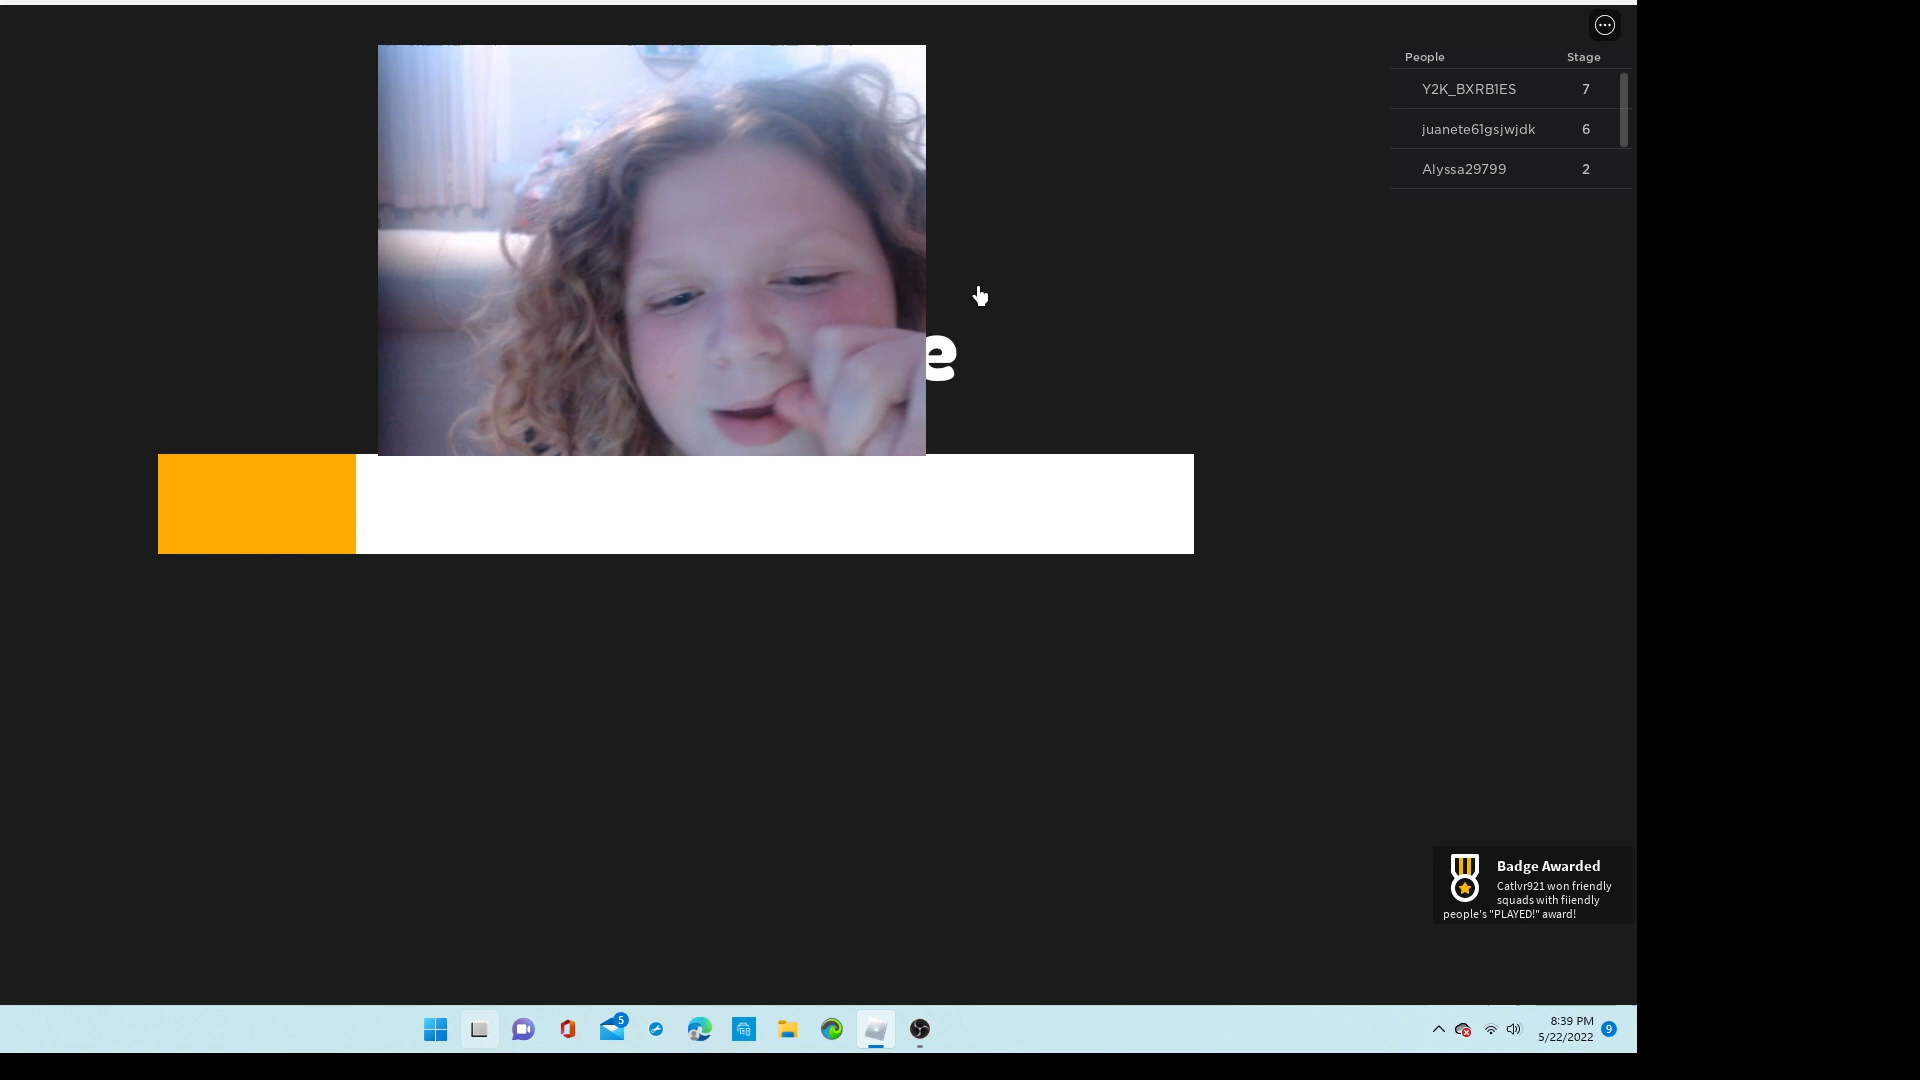 People Stage
Y2K_BXRB1ES 7
juanete61gsjwjdk 6
Alyssa29799 2
e
Badge Awarded
Catlvr921 won friendly
squads with fiiendly
people's "PLAYED!" award!
5
8:39 PM
5/22/2022
9